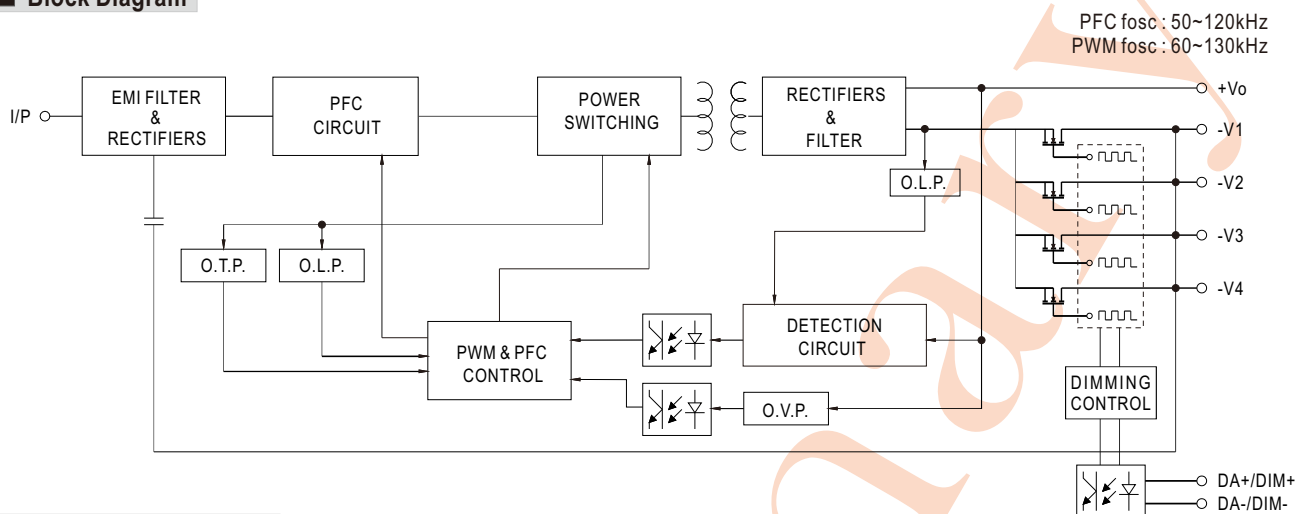 Block Diagram
PFC fosc : 50~120kHz
PWM fosc : 60~130kHz
I/P
EMI FILTER
&
RECTIFIERS
PFC
CIRCUIT
POWER
SWITCHING
RECTIFIERS
&
FILTER
+Vo
-V1
-V2
-V3
-V4
O.L.P.
O.T.P.
O.L.P.
PWM & PFC
CONTROL
DETECTION
CIRCUIT
O.V.P.
DIMMING
CONTROL
DA+/DIM+
DA-/DIM-